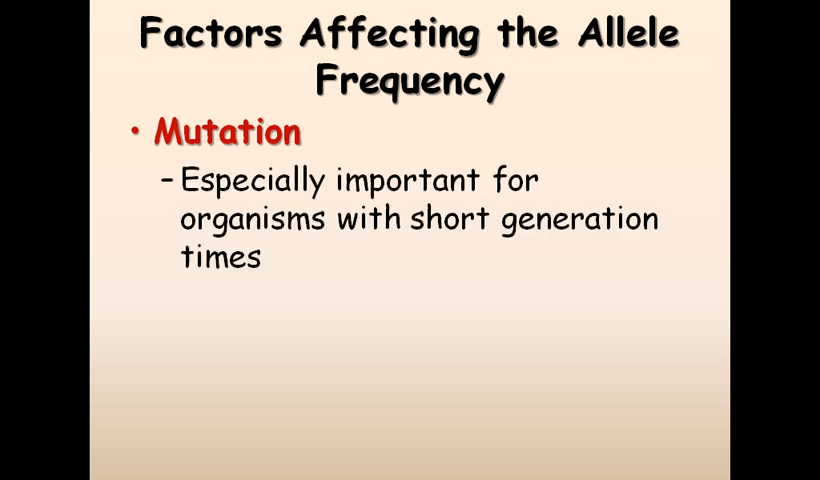 Factors Affecting the Allele
Frequency
• Mutation
– Especially important for
organisms with short generation
times